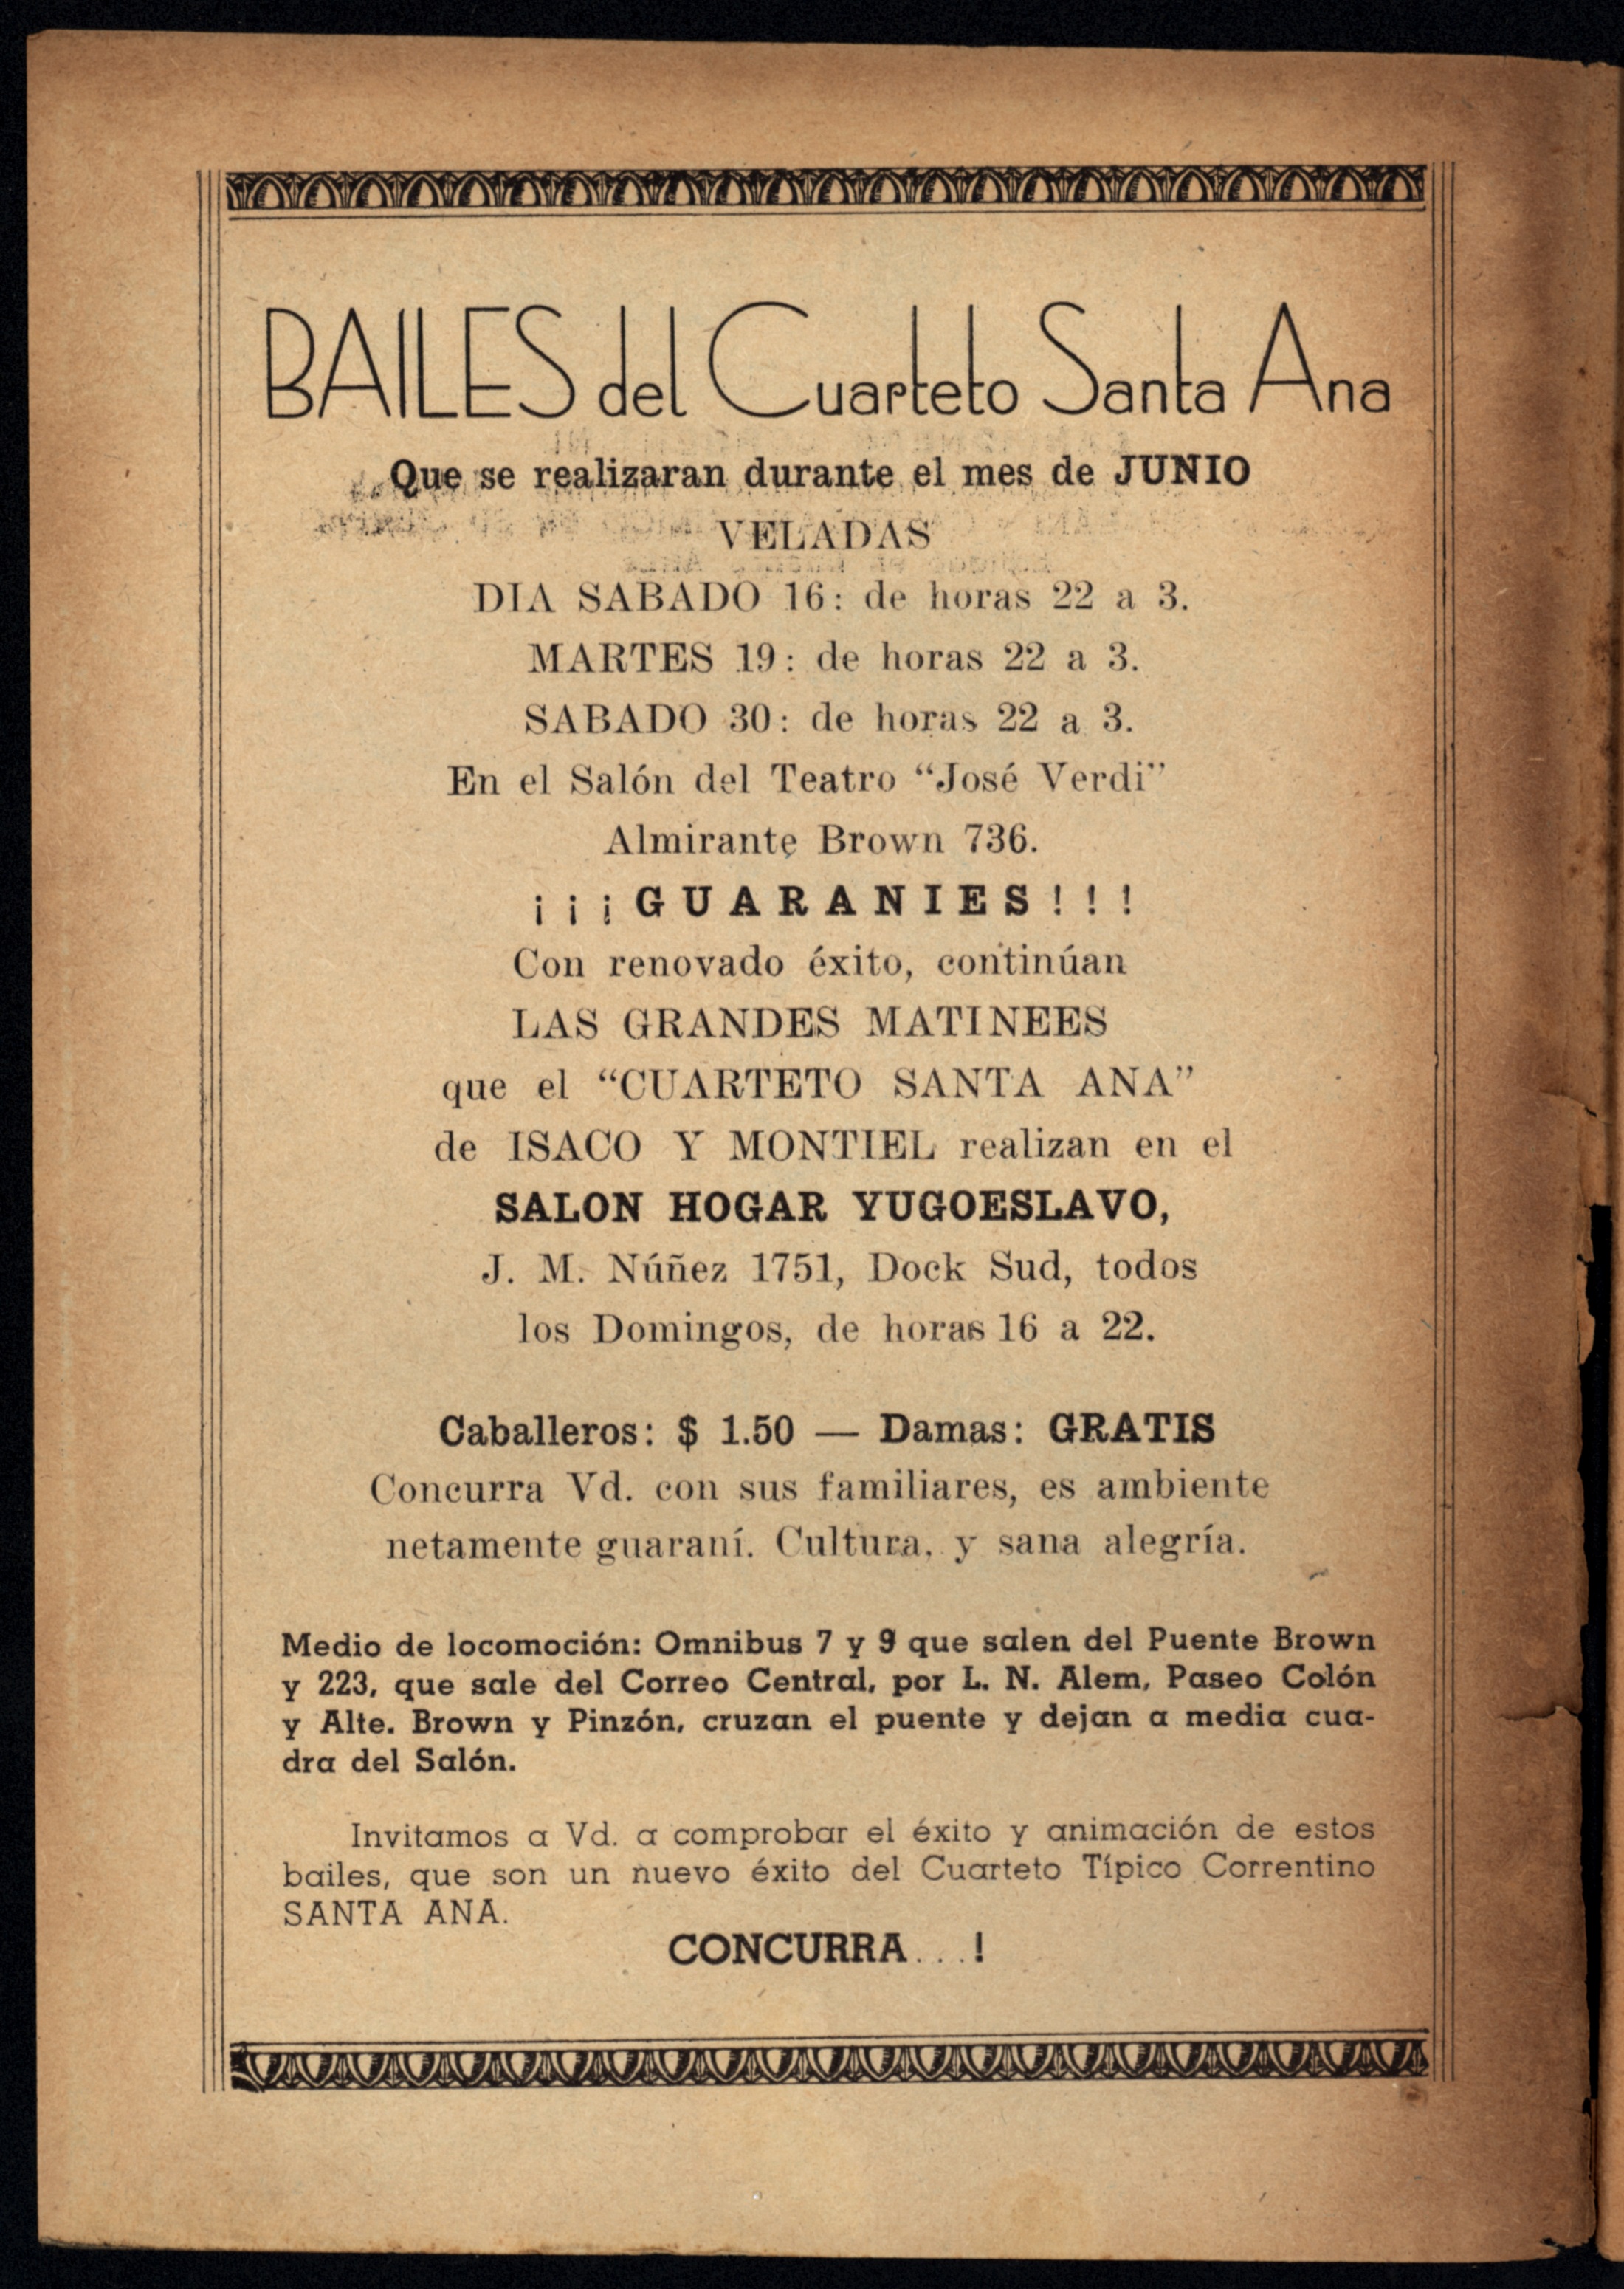 BAILES del Cuarteto Santa Ana
Que se realizaran durante el mes de JUNIO
VELADAS
DIA SABADO 16: de horas 22 a 3.
MARTES 19: de horas 22 a 3.
SABADO 30: de horas 22 a 3.
En el Salón del Teatro “José Verdi”
Almirante Brown 736.
¡¡¡GUARANIES!!!
Con renovado éxito, continúan
LAS GRANDES MATINEES
que el “CUARTETO SANTA ANA”
de ISACO Y MONTIEL realizan en el
SALON HOGAR YUGOESLAVO,
J. M. Núñez 1751, Dock Sud, todos
los Domingos, de horas 16 a 22.
Caballeros: $ 1.50 — Damas: GRATIS
Concurra Vd. con sus familiares, es ambiente
netamente guaraní. Cultura, y sana alegría.
Medio de locomoción: Omnibus 7 y 9 que salen del Puente Brown
y 223, que sale del Correo Central, por L. N. Alem, Paseo Colón
y Alte. Brown y Pinzón, cruzan el puente y dejan a media cua-
dra del Salón.
Invitamos a Vd. a comprobar el éxito y animación de estos
bailes, que son un nuevo éxito del Cuarteto Típico Correntino
SANTA ANA.
CONCURRA...!